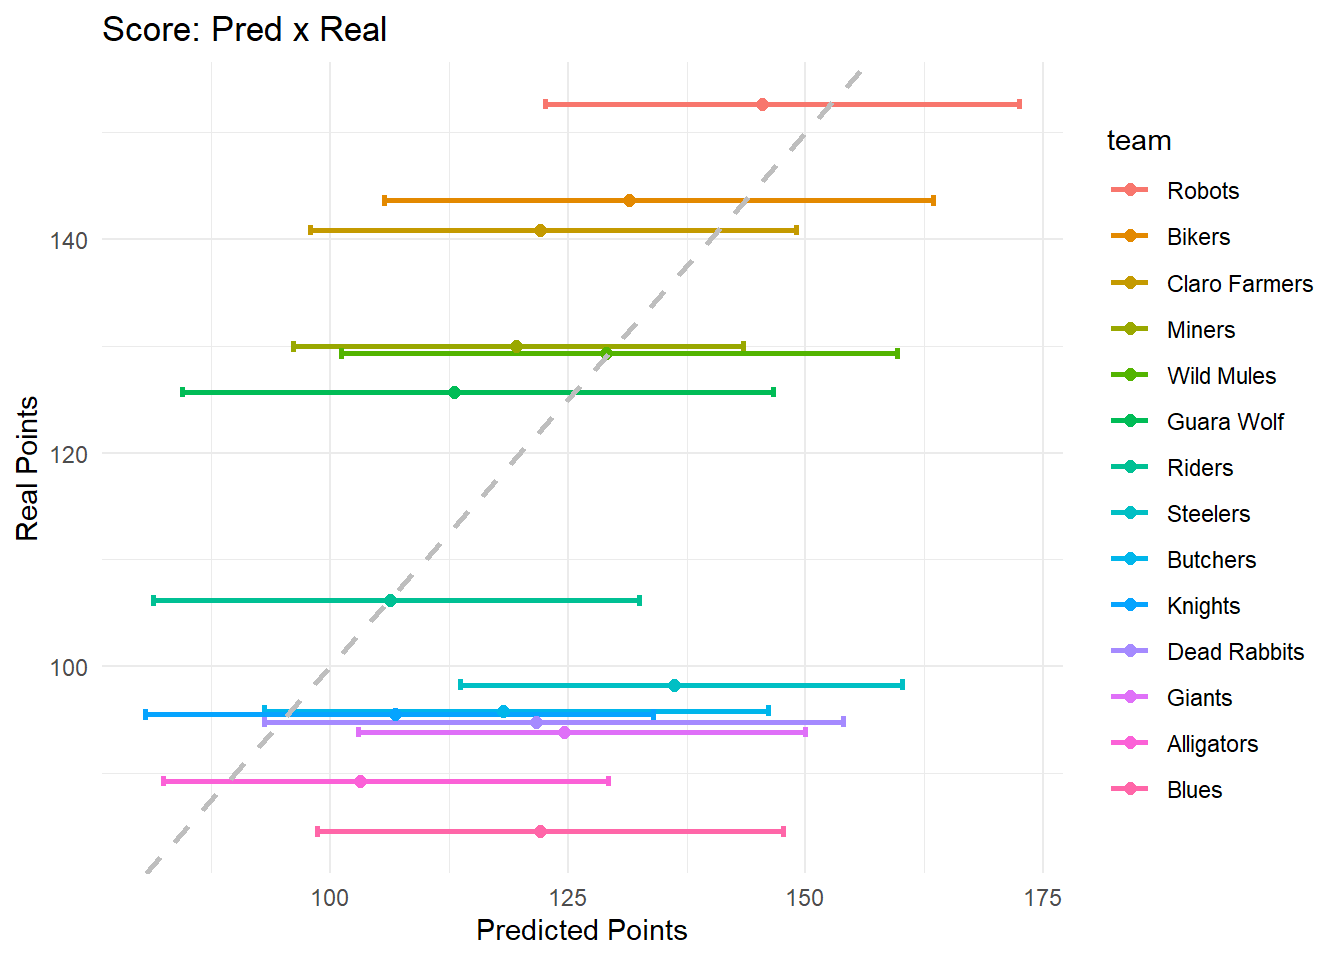 Score: Pred x Real
Real Points
140
120
100
100
125
150
175
Predicted Points
team
Robots
Bikers
Claro Farmers
Miners
Wild Mules
Guara Wolf
Riders
Steelers
Butchers
Knights
Dead Rabbits
Giants
Alligators
Blues